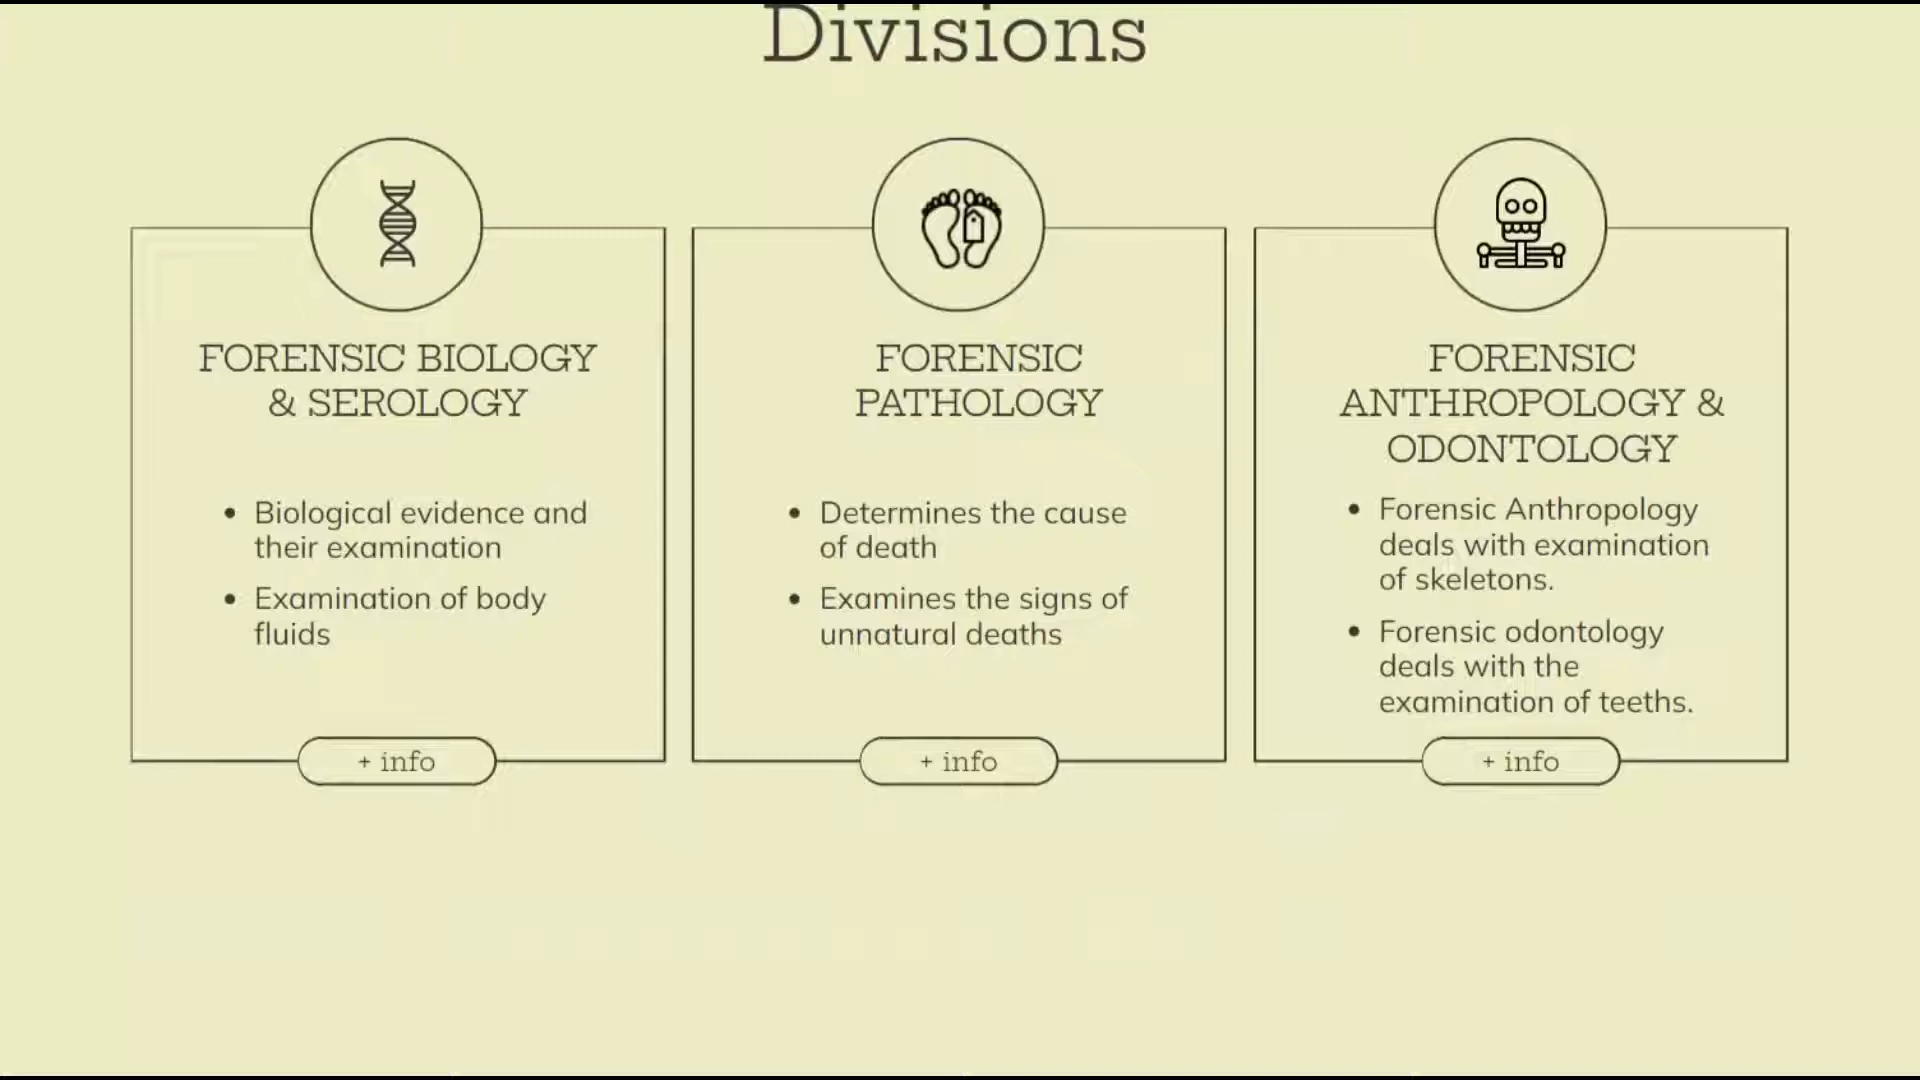 Divisions
FORENSIC BIOLOGY
& SEROLOGY
Biological evidence and
their examination
Examination of body
fluids
+ info
FORENSIC
PATHOLOGY
Determines the cause
of death
Examines the signs of
unnatural deaths
+ info
FORENSIC
ANTHROPOLOGY &
ODONTOLOGY
Forensic Anthropology
deals with examination
of skeletons.
Forensic odontology
deals with the
examination of teeths.
+ info